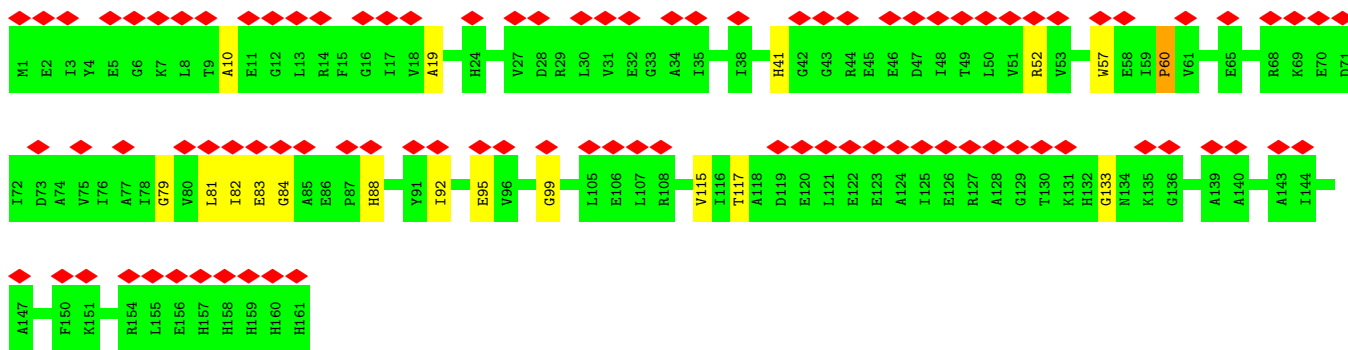 M1 E2 I3 Y4 E5 G6 K7 L8 T9 A10 E11 G12 L13 R14 F15 G16 I17 V18 A19 H24 V27 D28 R29 L30 V31 E32 G33 A34 I35 I38 H41 G42 G43 R44 E45 E46 D47 I48 T49 L50 V51 R52 V53 W57 E58 I59 P60 V61 E65 R68 K69 E70 D71
I72 D73 A74 V75 I76 A77 I78 G79 V80 L81 I82 E83 G84 A85 E86 P87 H88 Y91 I92 E95 V96 G99 L105 E106 L107 R108 V115 I116 T117 A118 D119 E120 L121 E122 E123 A124 I125 E126 R127 A128 G129 T130 K131 H132 G133 N134 K135 G136 A139 A140 A143 I144
A147 F150 K151 R154 L155 E156 H157 H158 H159 H160 H161